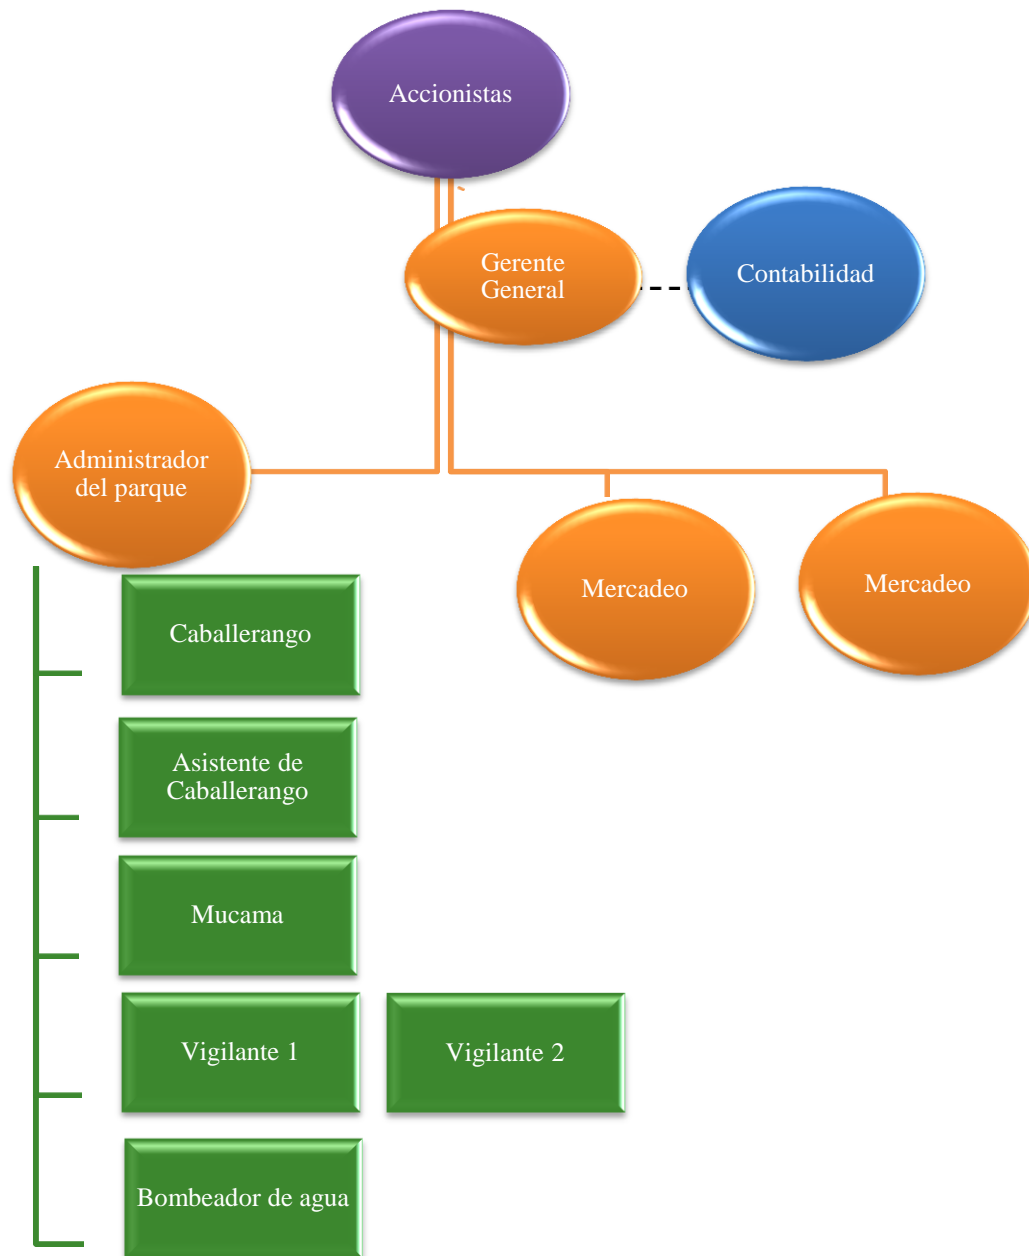 Accionistas
Gerente
General
Contabilidad
Administrador
del parque
Mercadeo
Mercadeo
Caballerango
Asistente de
Caballerango
Mucama
Vigilante 1
Vigilante 2
Bombeador de agua